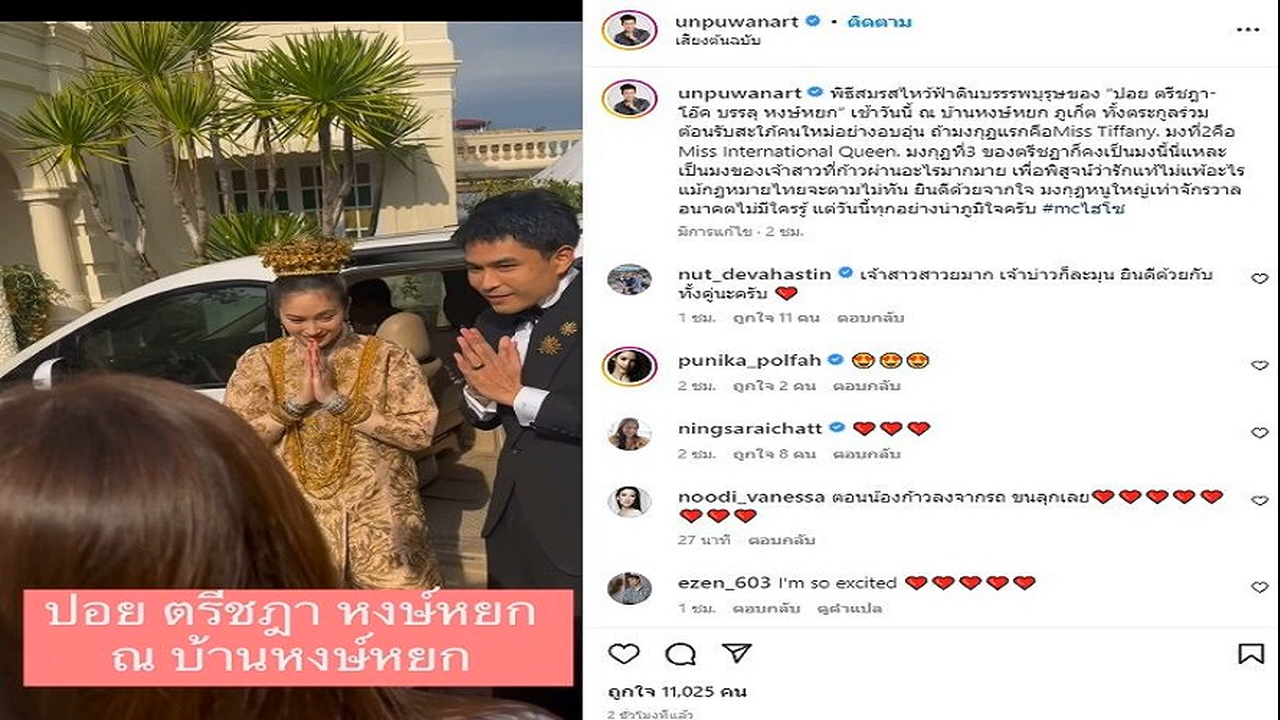 ปอย ตรีชฎา หงษ์หยก
ณ บ้านหงษ์หยก
unpuwanart • ติดตาม
เสียงต้นฉบับ
unpuwanart พิธีสมรสไหว้ฟ้าดินบรรรพบุรุษของ “ปอย ตรีชฎา-
โอ๊ค บรรลุ หงษ์หยก” เช้าวันนี้ ณ บ้านหงษ์หยก ภูเก็ต ทั้งตระกูลร่วม
ต้อนรับสะใภ้คนใหม่อย่างอบอุ่น ถ้ามงกุฎแรกคือMiss Tiffany. มงที่2คือ
Miss International Queen. มงกุฎที่3 ของตรีชฎาก็คงเป็นมงนี้นี่แหละ
เป็นมงของเจ้าสาวที่ก้าวผ่านอะไรมากมาย เพื่อพิสูจน์ว่ารักแท้ไม่แพ้อะไร
แม้กฎหมายไทยจะตามไม่ทัน ยินดีด้วยจากใจ มงกุฎหนูใหญ่เท่าจักรวาล
อนาคตไม่มีใครรู้ แต่วันนี้ทุกอย่างน่าภูมิใจครับ #mcไฮโซ
มีการแก้ไข · 2 ชม.
nut_devahastin เจ้าสาวสาวยมาก เจ้าบ่าวก็ละมุน ยินดีด้วยกับ
ทั้งคู่นะครับ ❤️
1 ชม. ถูกใจ 11 คน ตอบกลับ
punika_polfah 🤩🤩🤩
2 ชม. ถูกใจ 2 คน ตอบกลับ
ningsaraichatt ❤️❤️❤️
2 ชม. ถูกใจ 8 คน ตอบกลับ
noodi_vanessa ตอนน้องก้าวลงจากรถ ขนลุกเลย❤️❤️❤️❤️❤️
❤️❤️❤️
27 นาที ตอบกลับ
ezen_603 I'm so excited ❤️❤️❤️❤️❤️
1 ชม. ตอบกลับ ดูคำแปล
ถูกใจ 11,025 คน
2 ชั่วโมงที่แล้ว